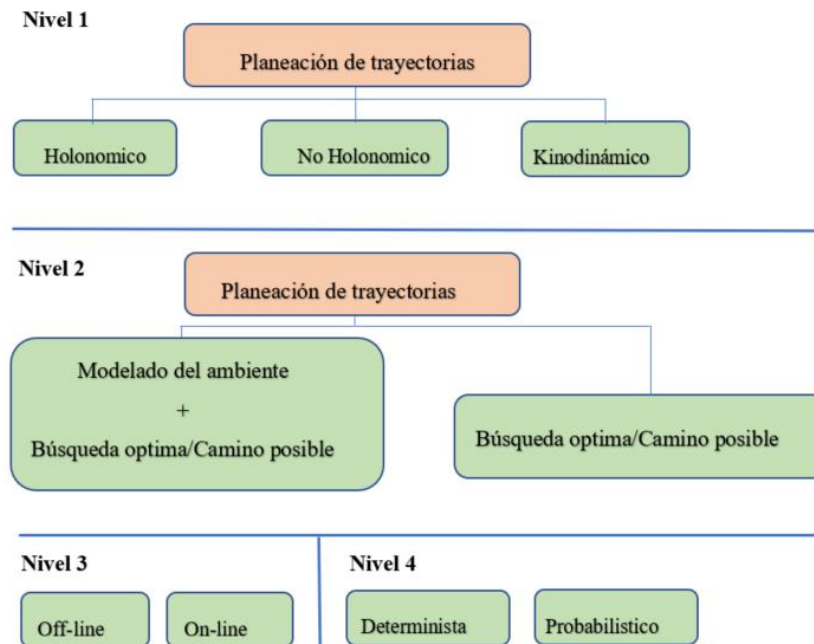 Nivel 1
Planeación de trayectorias
Holonomico
No Holonomico
Kinodinámico
Nivel 2
Planeación de trayectorias
Modelado del ambiente
+
Búsqueda optima/Camino posible
Búsqueda optima/Camino posible
Nivel 3
Off-line
On-line
Nivel 4
Determinista
Probabilistico